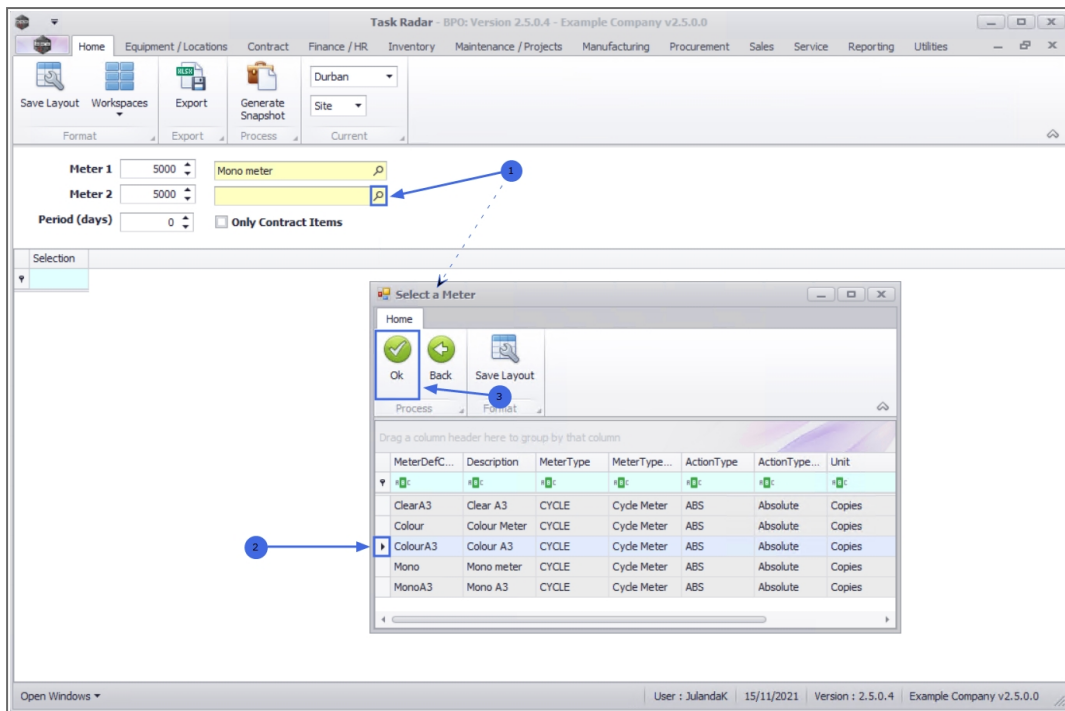 Task Radar - BPO: Version 2.5.0.4 - Example Company v2.5.0.0
Home Equipment / Locations Contract Finance / HR Inventory Maintenance / Projects Manufacturing Procurement Sales Service Reporting Utilities
Save Layout Workspaces Export Generate Snapshot Durban Site
Format Export Process Current
Meter 1 5000 Mono meter
1
Meter 2 5000
Period (days) 0 Only Contract Items
Selection
Select a Meter
Home
Ok Back Save Layout
3
Process Format
Drag a column header here to group by that column
MeterDefC... Description MeterType MeterType... ActionType ActionType... Unit
ClearA3 Clear A3 CYCLE Cycle Meter ABS Absolute Copies
Colour Colour Meter CYCLE Cycle Meter ABS Absolute Copies
2
ColourA3 Colour A3 CYCLE Cycle Meter ABS Absolute Copies
Mono Mono meter CYCLE Cycle Meter ABS Absolute Copies
MonoA3 Mono A3 CYCLE Cycle Meter ABS Absolute Copies
Open Windows User : JulandaK 15/11/2021 Version : 2.5.0.4 Example Company v2.5.0.0